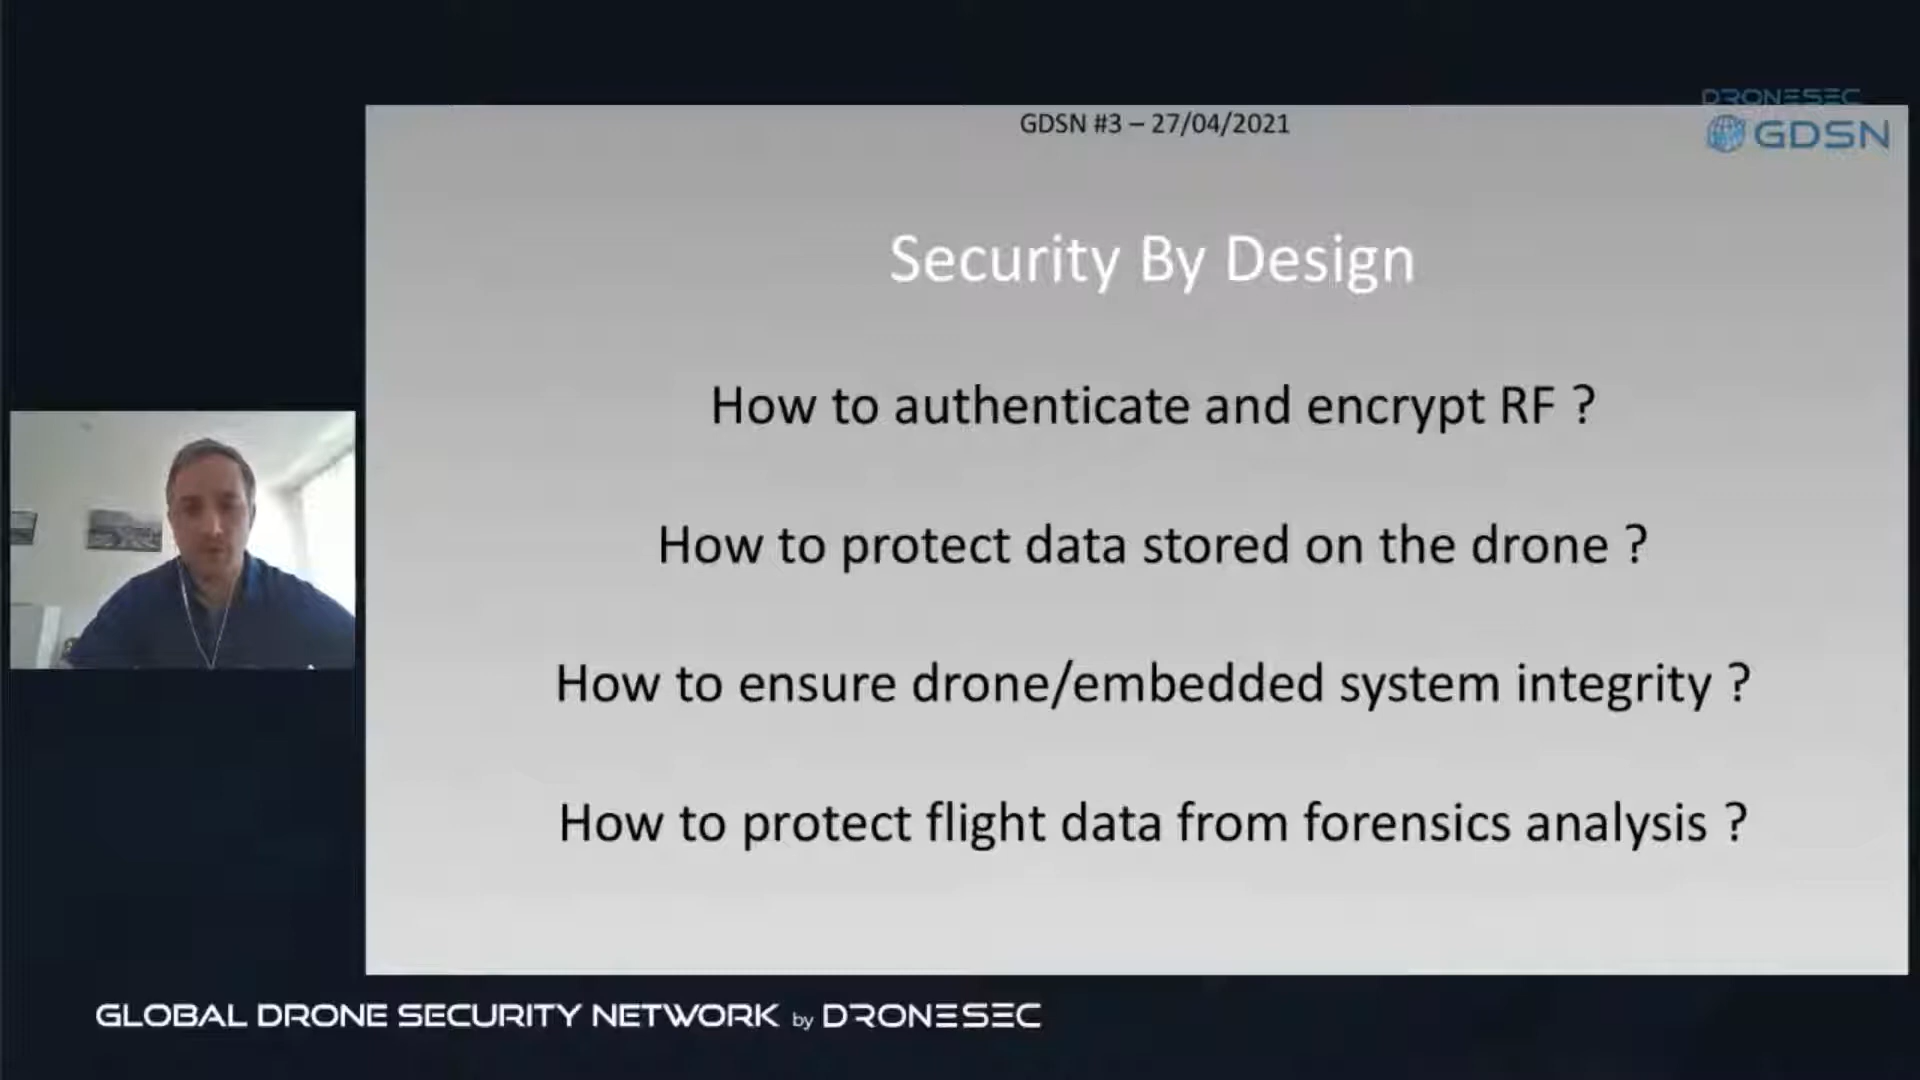 DRONESEC
GDSN #3 – 27/04/2021
GDSN
Security By Design
How to authenticate and encrypt RF ?
How to protect data stored on the drone ?
How to ensure drone/embedded system integrity ?
How to protect flight data from forensics analysis ?
GLOBAL DRONE SECURITY NETWORK by DRONESEC